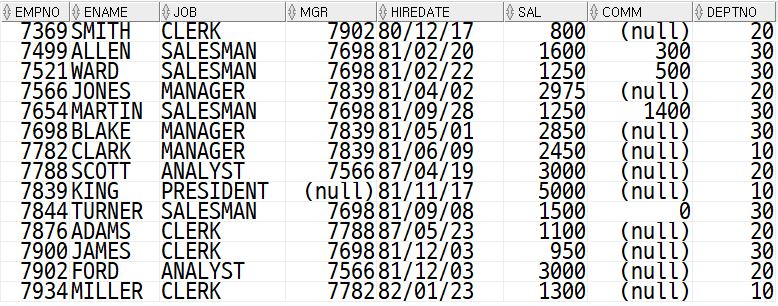 EMPNO ENAME JOB MGR HIREDATE SAL COMM DEPTNO
7369 SMITH CLERK 7902 80/12/17 800 (null) 20
7499 ALLEN SALESMAN 7698 81/02/20 1600 300 30
7521 WARD SALESMAN 7698 81/02/22 1250 500 30
7566 JONES MANAGER 7839 81/04/02 2975 (null) 20
7654 MARTIN SALESMAN 7698 81/09/28 1250 1400 30
7698 BLAKE MANAGER 7839 81/05/01 2850 (null) 30
7782 CLARK MANAGER 7839 81/06/09 2450 (null) 10
7788 SCOTT ANALYST 7566 87/04/19 3000 (null) 20
7839 KING PRESIDENT (null) 81/11/17 5000 (null) 10
7844 TURNER SALESMAN 7698 81/09/08 1500 0 30
7876 ADAMS CLERK 7788 87/05/23 1100 (null) 20
7900 JAMES CLERK 7698 81/12/03 950 (null) 30
7902 FORD ANALYST 7566 81/12/03 3000 (null) 20
7934 MILLER CLERK 7782 82/01/23 1300 (null) 10